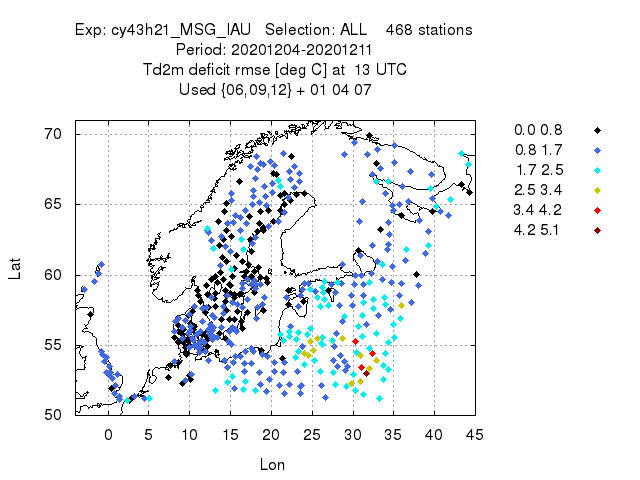 Exp: cy43h21_MSG_IAU Selection: ALL 468 stations
Period: 20201204-20201211
Td2m deficit rmse [deg C] at 13 UTC
Used {06,09,12} + 01 04 07
0.0 0.8
0.8 1.7
1.7 2.5
2.5 3.4
3.4 4.2
4.2 5.1
70
65
60
55
50
Lat
0 5 10 15 20 25 30 35 40 45
Lon